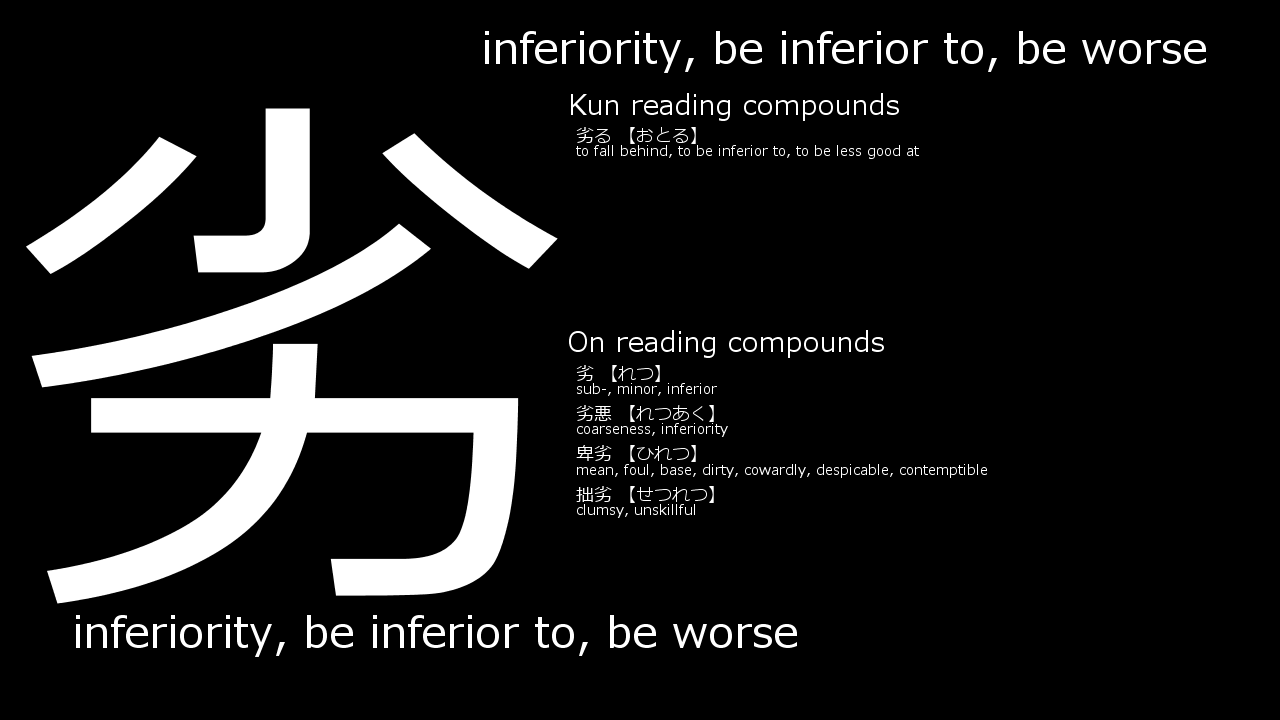 inferiority, be inferior to, be worse
劣
Kun reading compounds
劣る 【おとる】
to fall behind, to be inferior to, to be less good at
On reading compounds
劣 【れつ】
sub-, minor, inferior
劣悪 【れつあく】
coarseness, inferiority
卑劣 【ひれつ】
mean, foul, base, dirty, cowardly, despicable, contemptible
拙劣 【せつれつ】
clumsy, unskillful
inferiority, be inferior to, be worse